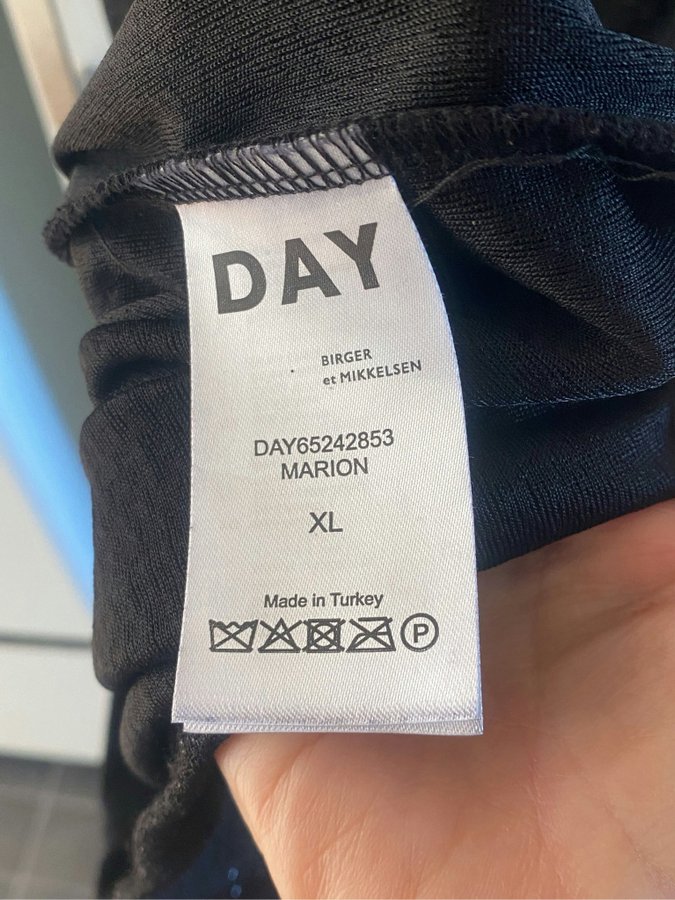 DAY
BIRGER
et MIKKELSEN
DAY65242853
MARION
XL
Made in Turkey
P